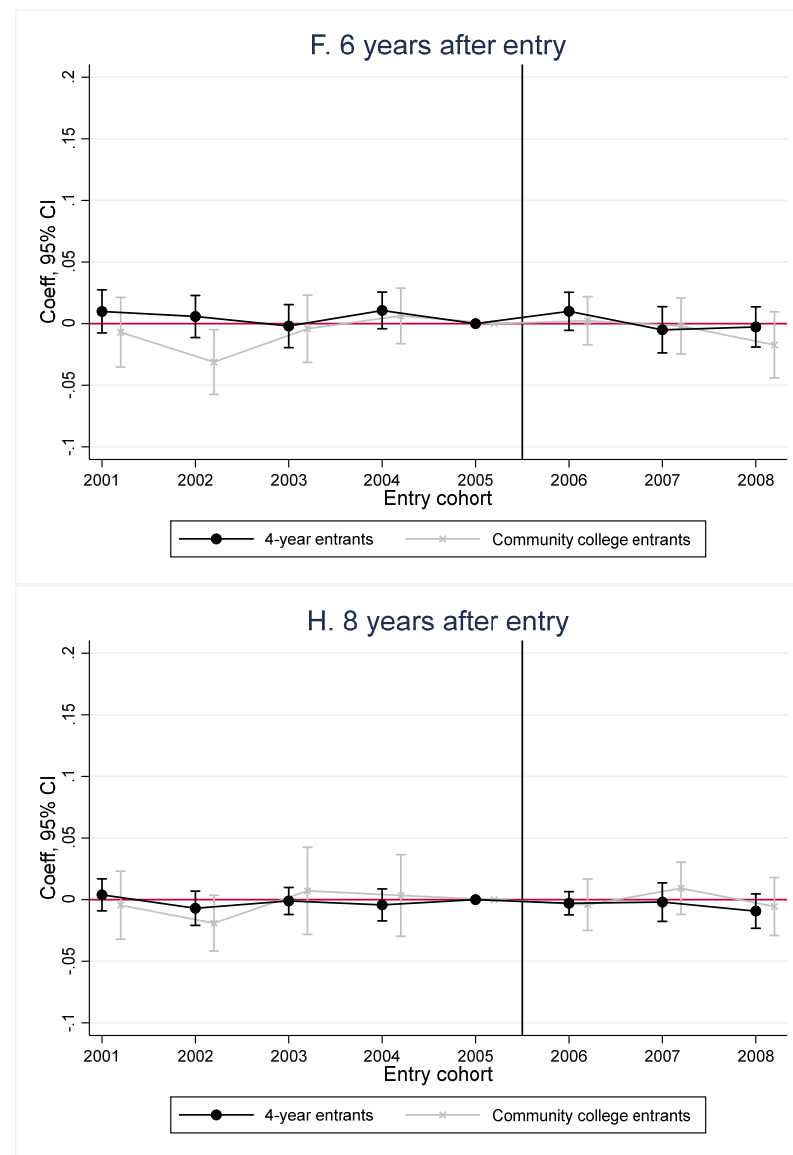 F. 6 years after entry
Coeff, 95% CI
.2
.15
.1
.05
0
-.05
-.1
2001 2002 2003 2004 2005 2006 2007 2008
Entry cohort
4-year entrants Community college entrants
H. 8 years after entry
Coeff, 95% CI
.2
.15
.1
.05
0
-.05
-.1
2001 2002 2003 2004 2005 2006 2007 2008
Entry cohort
4-year entrants Community college entrants